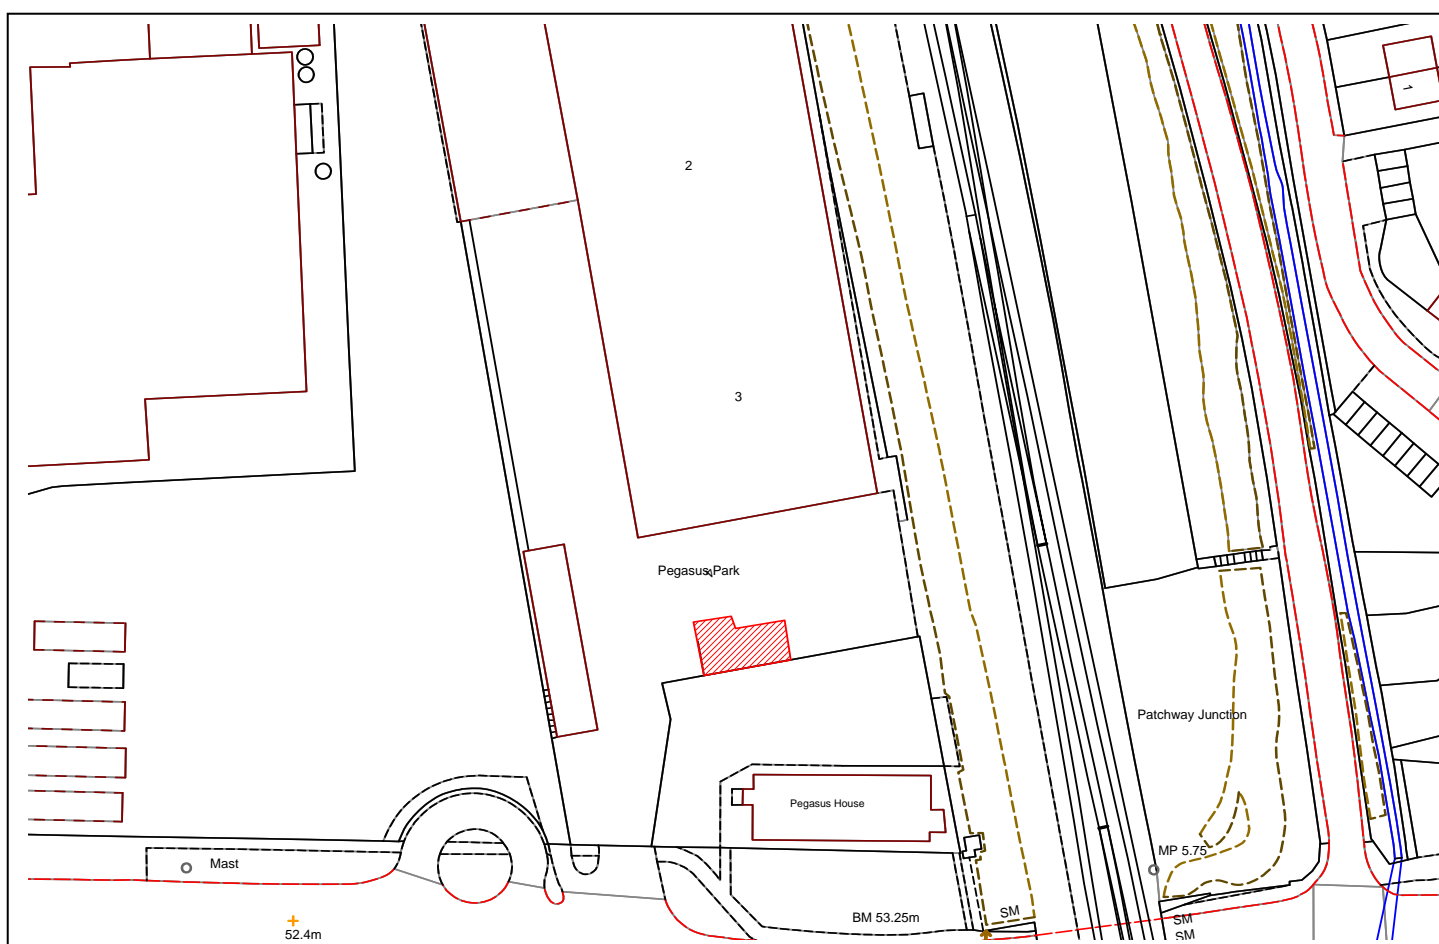 1
2
3
Pegasus Park
Patchway Junction
Pegasus House
MP 5.75
Mast
SM
BM 53.25m
SM
52.4m
SM